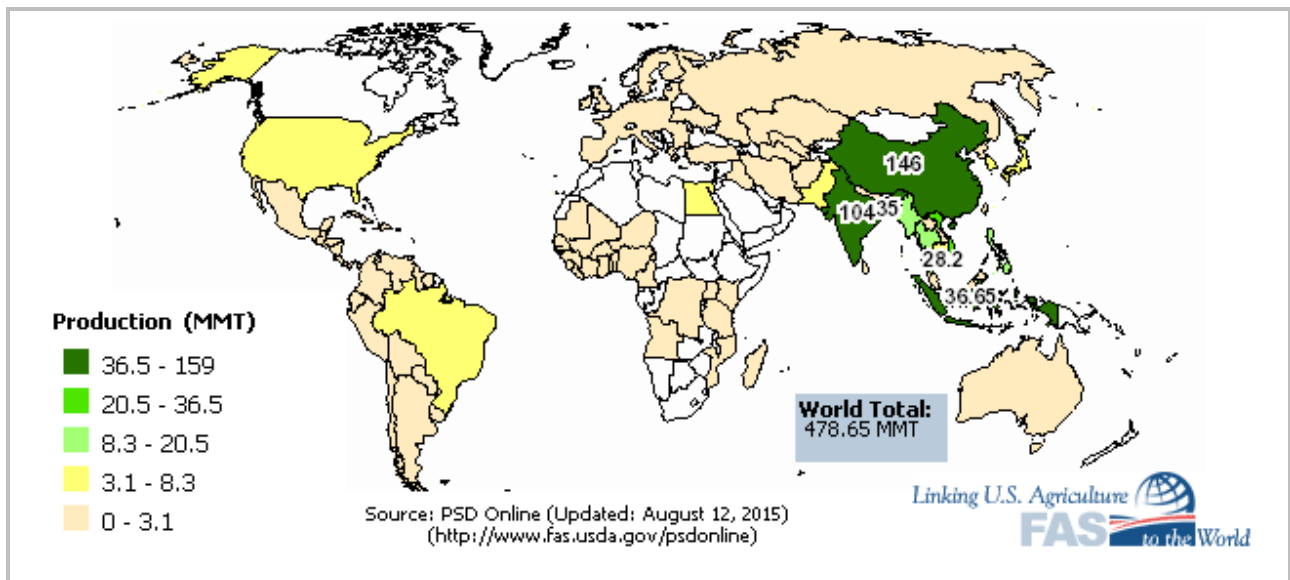 146
104
35
28.2
36.65
Production (MMT)
36.5 - 159
20.5 - 36.5
8.3 - 20.5
3.1 - 8.3
0 - 3.1
World Total:
478.65 MMT
Source: PSD Online (Updated: August 12, 2015)
(http://www.fas.usda.gov/psdonline)
Linking U.S. Agriculture
FAS
to the World